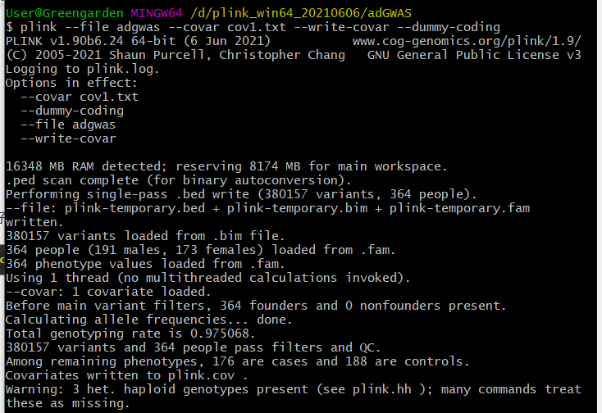 User@Greengarden MINGW64 /d/plink_win64_20210606/adGWAS
$ plink --file adgwas --covar cov1.txt --write-covar --dummy-coding
PLINK v1.90b6.24 64-bit (6 Jun 2021)           www.cog-genomics.org/plink/1.9/
(C) 2005-2021 Shaun Purcell, Christopher Chang   GNU General Public License v3
Logging to plink.log.
Options in effect:
  --covar cov1.txt
  --dummy-coding
  --file adgwas
  --write-covar
16348 MB RAM detected; reserving 8174 MB for main workspace.
.ped scan complete (for binary autoconversion).
Performing single-pass .bed write (380157 variants, 364 people).
--file: plink-temporary.bed + plink-temporary.bim + plink-temporary.fam
written.
380157 variants loaded from .bim file.
364 people (191 males, 173 females) loaded from .fam.
364 phenotype values loaded from .fam.
Using 1 thread (no multithreaded calculations invoked).
--covar: 1 covariate loaded.
Before main variant filters, 364 founders and 0 nonfounders present.
Calculating allele frequencies... done.
Total genotyping rate is 0.975068.
380157 variants and 364 people pass filters and QC.
Among remaining phenotypes, 176 are cases and 188 are controls.
Covariates written to plink.cov .
Warning: 3 het. haploid genotypes present (see plink.hh ); many commands treat
these as missing.